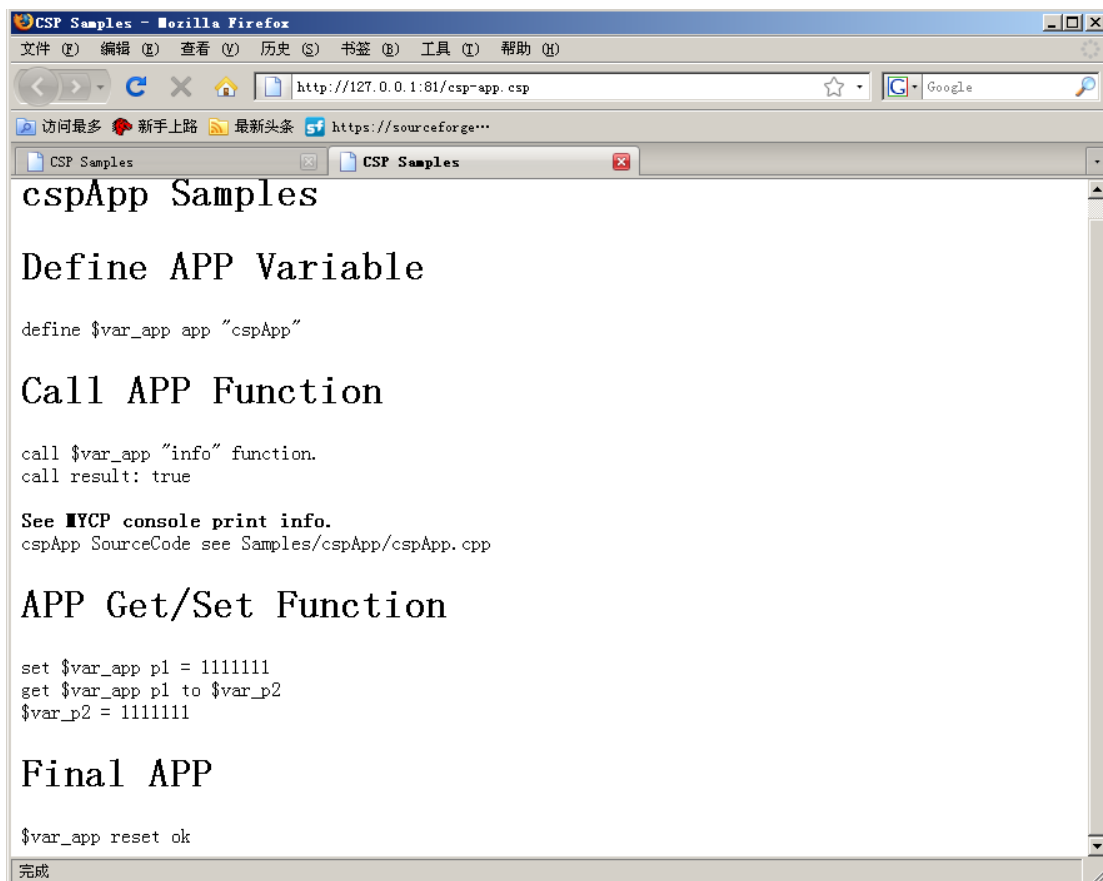 CSP Samples - Mozilla Firefox
文件 (F) 编辑 (E) 查看 (V) 历史 (S) 书签 (B) 工具 (T) 帮助 (H)
http://127.0.0.1:81/csp-app.csp
G Google
访问最多 新手上路 最新头条 sf https://sourceforge…
CSP Samples CSP Samples
cspApp Samples
Define APP Variable
define $var_app app "cspApp"
Call APP Function
call $var_app "info" function.
call result: true
See MYCP console print info.
cspApp SourceCode see Samples/cspApp/cspApp.cpp
APP Get/Set Function
set $var_app p1 = 1111111
get $var_app p1 to $var_p2
$var_p2 = 1111111
Final APP
$var_app reset ok
完成